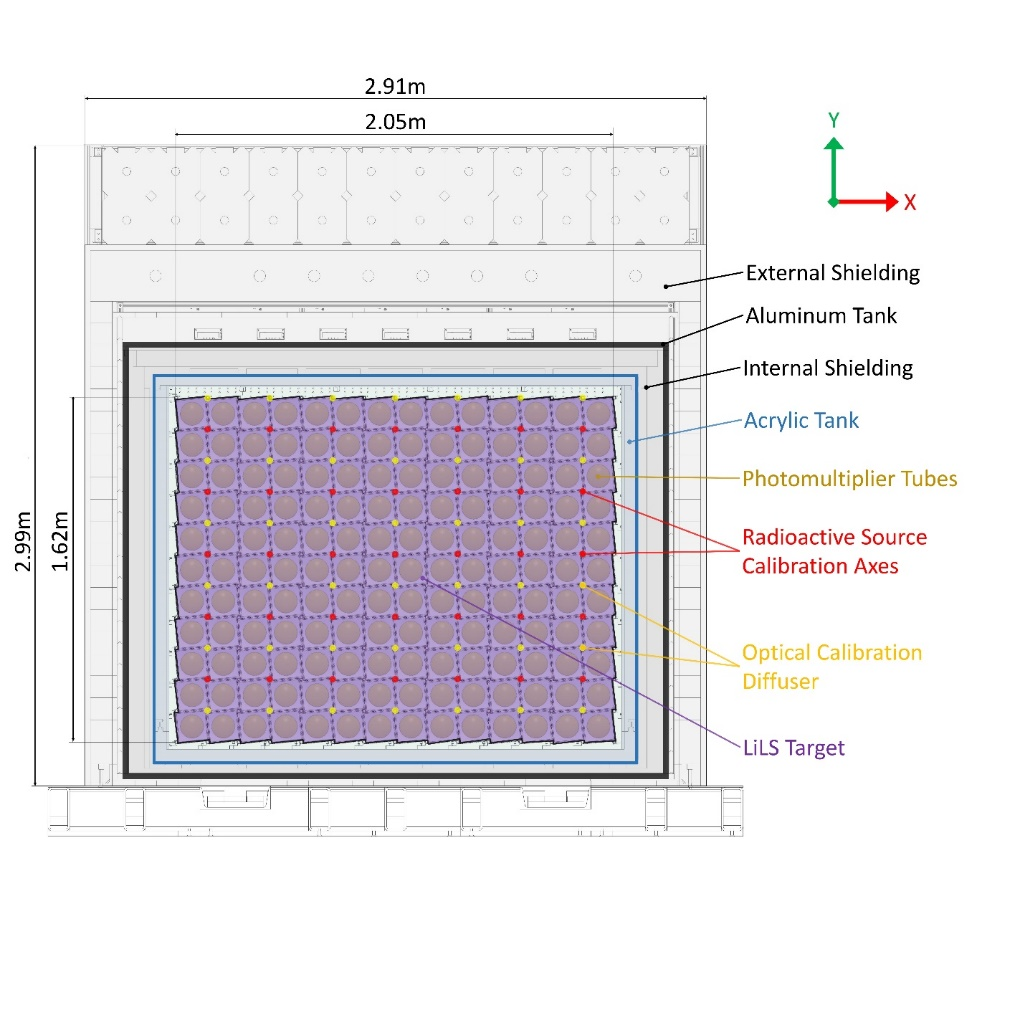 2.91m
2.05m
Y
X
External Shielding
Aluminum Tank
Internal Shielding
Acrylic Tank
Photomultiplier Tubes
2.99m
1.62m
Radioactive Source
Calibration Axes
Optical Calibration
Diffuser
LiLS Target